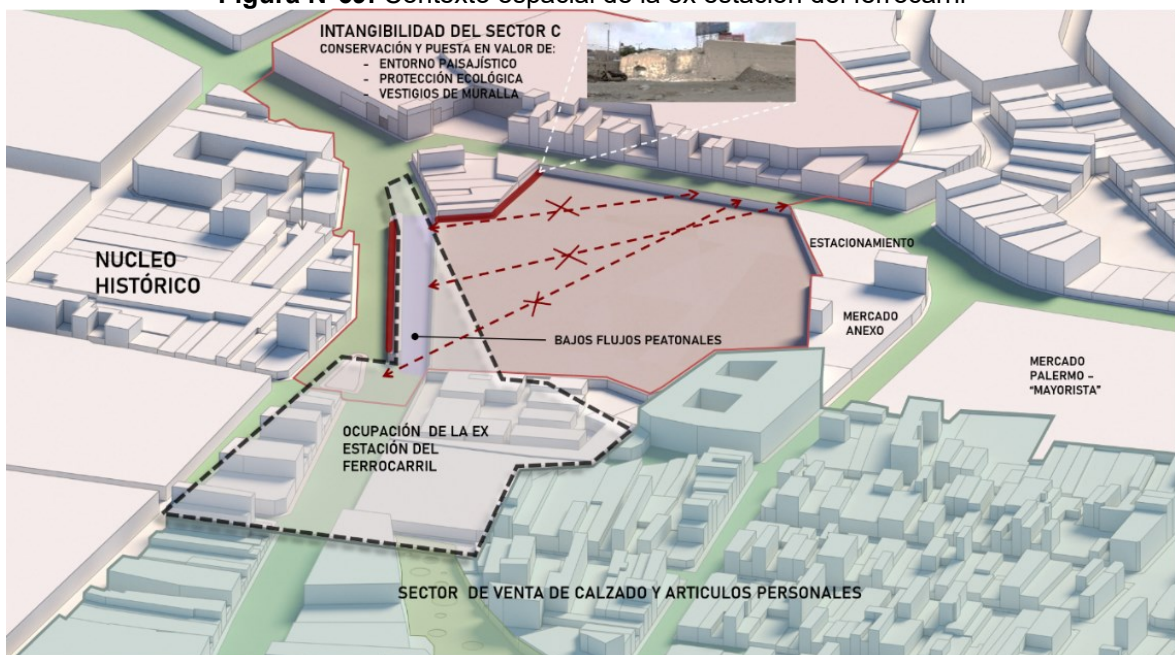 Figura N°
Contexto espacial de la ex estación del ferrocarril
INTANGIBILIDAD DEL SECTOR C
CONSERVACIÓN Y PUESTA EN VALOR DE:
- ENTORNO PAISAJÍSTICO
- PROTECCIÓN ECOLÓGICA
- VESTIGIOS DE MURALLA
NUCLEO
HISTÓRICO
ESTACIONAMIENTO
MERCADO
ANEXO
BAJOS FLUJOS PEATONALES
MERCADO
PALERMO –
"MAYORISTA"
OCUPACIÓN DE LA EX
ESTACIÓN DEL
FERROCARRIL
SECTOR DE VENTA DE CALZADO Y ARTICULOS PERSONALES